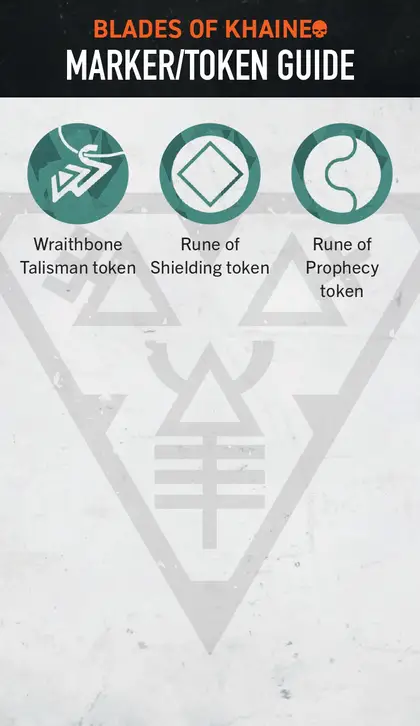 BLADES OF KHAINE
MARKER/TOKEN GUIDE
Wraithbone
Talisman token
Rune of
Shielding token
Rune of
Prophecy
token